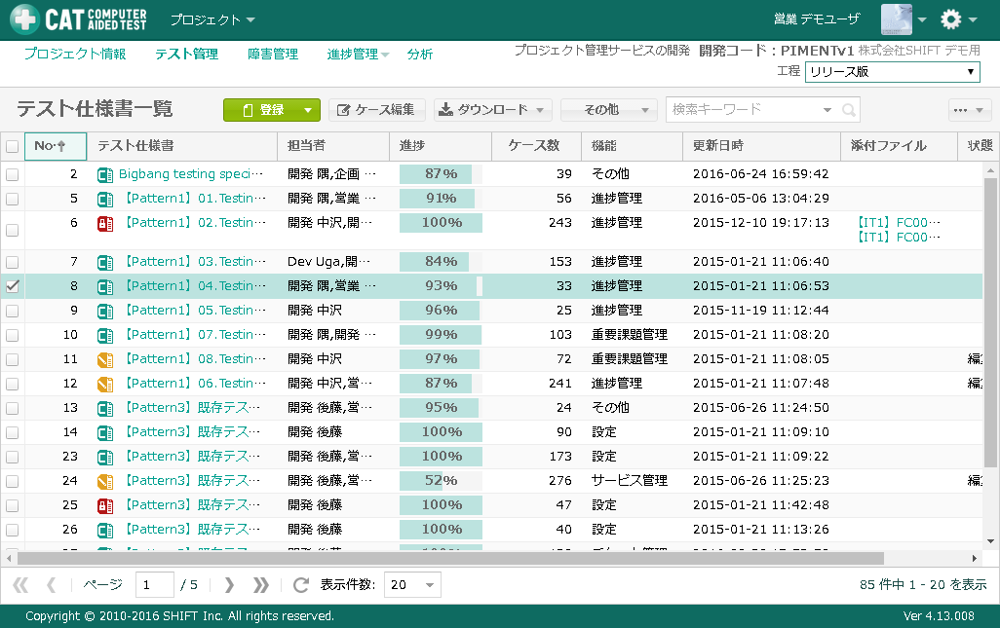 CAT COMPUTER AIDED TEST プロジェクト 営業 デモユーザ
プロジェクト情報 テスト管理 障害管理 進捗管理 分析 プロジェクト管理サービスの開発 開発コード：PIMENTv1 株式会社SHIFT デモ用
工程 リリース版
テスト仕様書一覧 登録 ケース編集 ダウンロード その他 検索キーワード
No テスト仕様書 担当者 進捗 ケース数 機能 更新日時 添付ファイル 状態
2 Bigbang testing speci… 開発 隅,企画 … 87% 39 その他 2016-06-24 16:59:42
5 【Pattern1】01.Testin… 開発 隅,営業 … 91% 56 進捗管理 2016-05-06 13:04:29
6 【Pattern1】02.Testin… 開発 中沢,開… 100% 243 進捗管理 2015-12-10 19:17:13 【IT1】FC00…
【IT1】FC00…
7 【Pattern1】03.Testin… Dev Uga,開… 84% 153 進捗管理 2015-01-21 11:06:40
8 【Pattern1】04.Testin… 開発 隅,営業 … 93% 33 進捗管理 2015-01-21 11:06:53
9 【Pattern1】05.Testin… 開発 中沢 96% 25 進捗管理 2015-11-19 11:12:44
10 【Pattern1】07.Testin… 開発 隅,開発 … 99% 103 重要課題管理 2015-01-21 11:08:20
11 【Pattern1】08.Testin… 開発 中沢 97% 72 重要課題管理 2015-01-21 11:08:05 編
12 【Pattern1】06.Testin… 開発 中沢,営… 87% 241 進捗管理 2015-01-21 11:07:48 編
13 【Pattern3】既存テス… 開発 後藤,営… 95% 24 その他 2015-06-26 11:24:50
14 【Pattern3】既存テス… 開発 後藤 100% 90 設定 2015-01-21 11:09:10
23 【Pattern3】既存テス… 開発 後藤,営… 100% 173 設定 2015-01-21 11:09:22
24 【Pattern3】既存テス… 開発 後藤,営… 52% 276 サービス管理 2015-06-26 11:25:23 編
25 【Pattern3】既存テス… 開発 後藤 100% 47 設定 2015-01-21 11:42:48
26 【Pattern3】既存テス… 開発 後藤 100% 40 設定 2015-01-21 11:13:26
ページ 1 / 5 表示件数: 20 85 件中 1 - 20 を表示
Copyright © 2010-2016 SHIFT Inc. All rights reserved. Ver 4.13.008